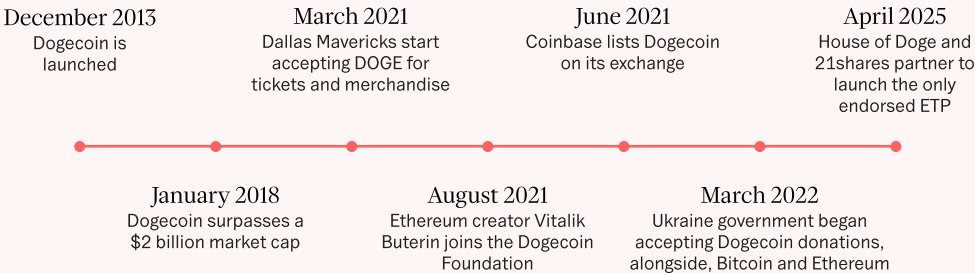 December 2013
Dogecoin is
launched
January 2018
Dogecoin surpasses a
$2 billion market cap
March 2021
Dallas Mavericks start
accepting DOGE for
tickets and merchandise
August 2021
Ethereum creator Vitalik
Buterin joins the Dogecoin
Foundation
June 2021
Coinbase lists Dogecoin
on its exchange
March 2022
Ukraine government began
accepting Dogecoin donations,
alongside, Bitcoin and Ethereum
April 2025
House of Doge and
21shares partner to
launch the only
endorsed ETP